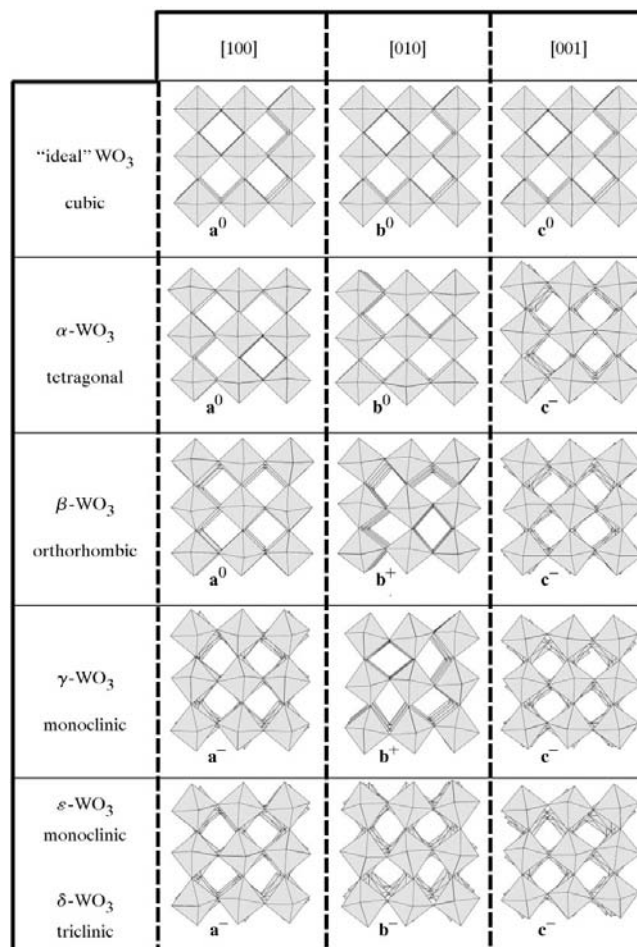 [100] [010] [001]
“ideal” WO₃
cubic
a⁰ b⁰ c⁰
α-WO₃
tetragonal
a⁰ b⁰ c⁻
β-WO₃
orthorhombic
a⁰ b⁺ c⁻
γ-WO₃
monoclinic
a⁻ b⁺ c⁻
ε-WO₃
monoclinic
δ-WO₃
triclinic
a⁻ b⁻ c⁻